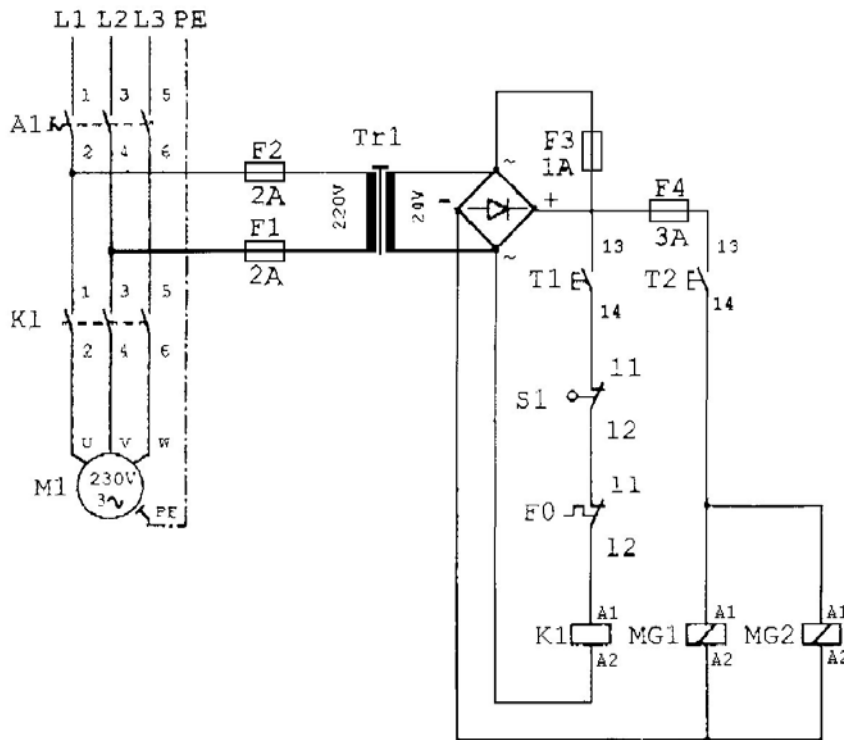 L1 L2 L3 PE
1 3 5
A1
2 4 6
F2
2A
F1
2A
Tr1
220V
24V
~
-
+
~
F3
1A
F4
3A
13
T1
14
13
T2
14
1 3 5
K1
2 4 6
U V W
M1
230V
3~
PE
11
S1
12
11
F0
12
A1
K1
A2
A1
MG1
A2
A1
MG2
A2